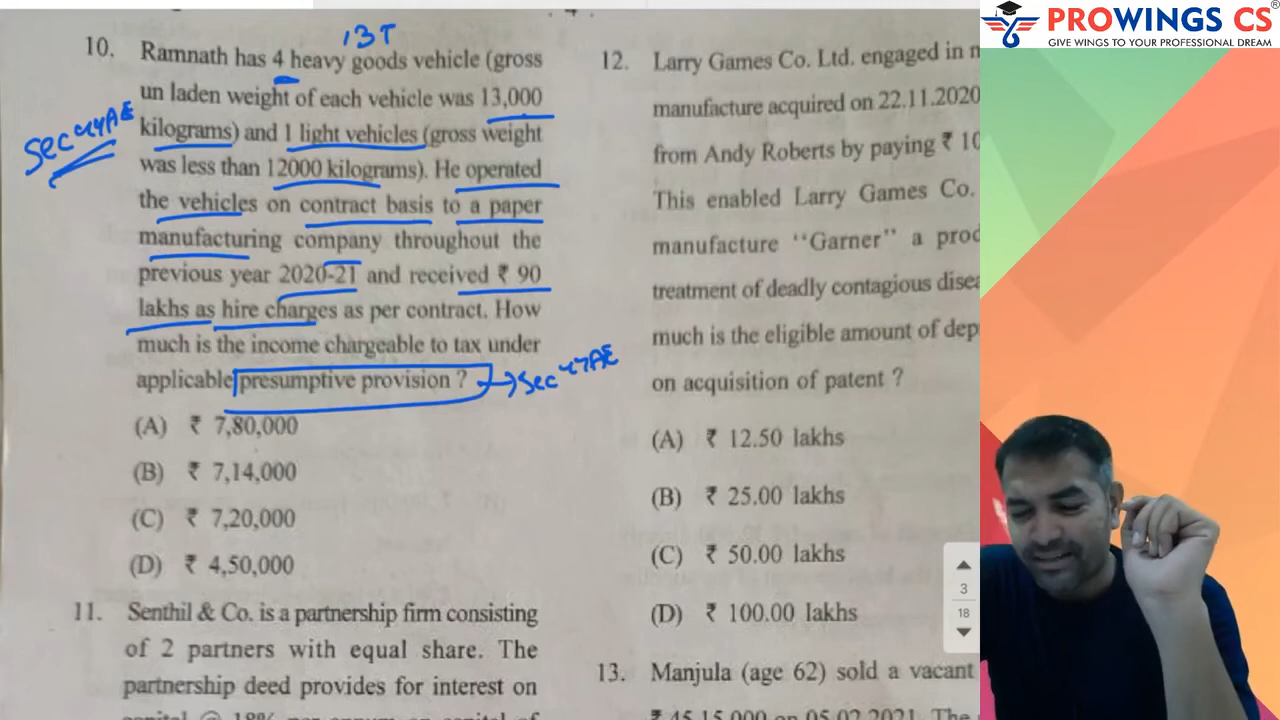 PROWINGS CS®
GIVE WINGS TO YOUR PROFESSIONAL DREAM
13T
Sec 44AE
10. Ramnath has 4 heavy goods vehicle (gross
un laden weight of each vehicle was 13,000
kilograms) and 1 light vehicles (gross weight
was less than 12000 kilograms). He operated
the vehicles on contract basis to a paper
manufacturing company throughout the
previous year 2020-21 and received ₹ 90
lakhs as hire charges as per contract. How
much is the income chargeable to tax under
applicable presumptive provision ?
Sec 44AE
(A) ₹ 7,80,000
(B) ₹ 7,14,000
(C) ₹ 7,20,000
(D) ₹ 4,50,000
11. Senthil & Co. is a partnership firm consisting
of 2 partners with equal share. The
partnership deed provides for interest on
12. Larry Games Co. Ltd. engaged in
manufacture acquired on 22.11.2020
from Andy Roberts by paying ₹ 10
This enabled Larry Games Co.
manufacture "Garner" a prod
treatment of deadly contagious disea
much is the eligible amount of dep
on acquisition of patent ?
(A) ₹ 12.50 lakhs
(B) ₹ 25.00 lakhs
(C) ₹ 50.00 lakhs
(D) ₹ 100.00 lakhs
13. Manjula (age 62) sold a vacant
3
18